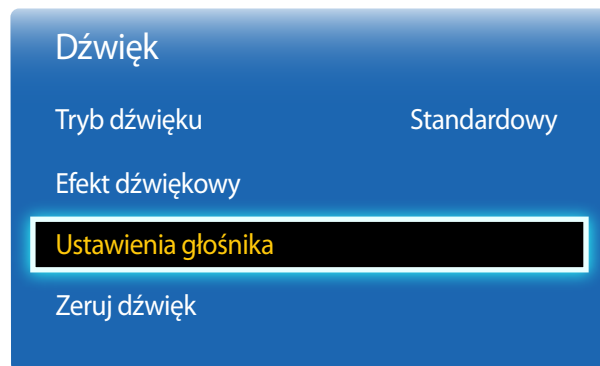 Dźwięk
Tryb dźwięku Standardowy
Efekt dźwiękowy
Ustawienia głośnika
Zeruj dźwięk